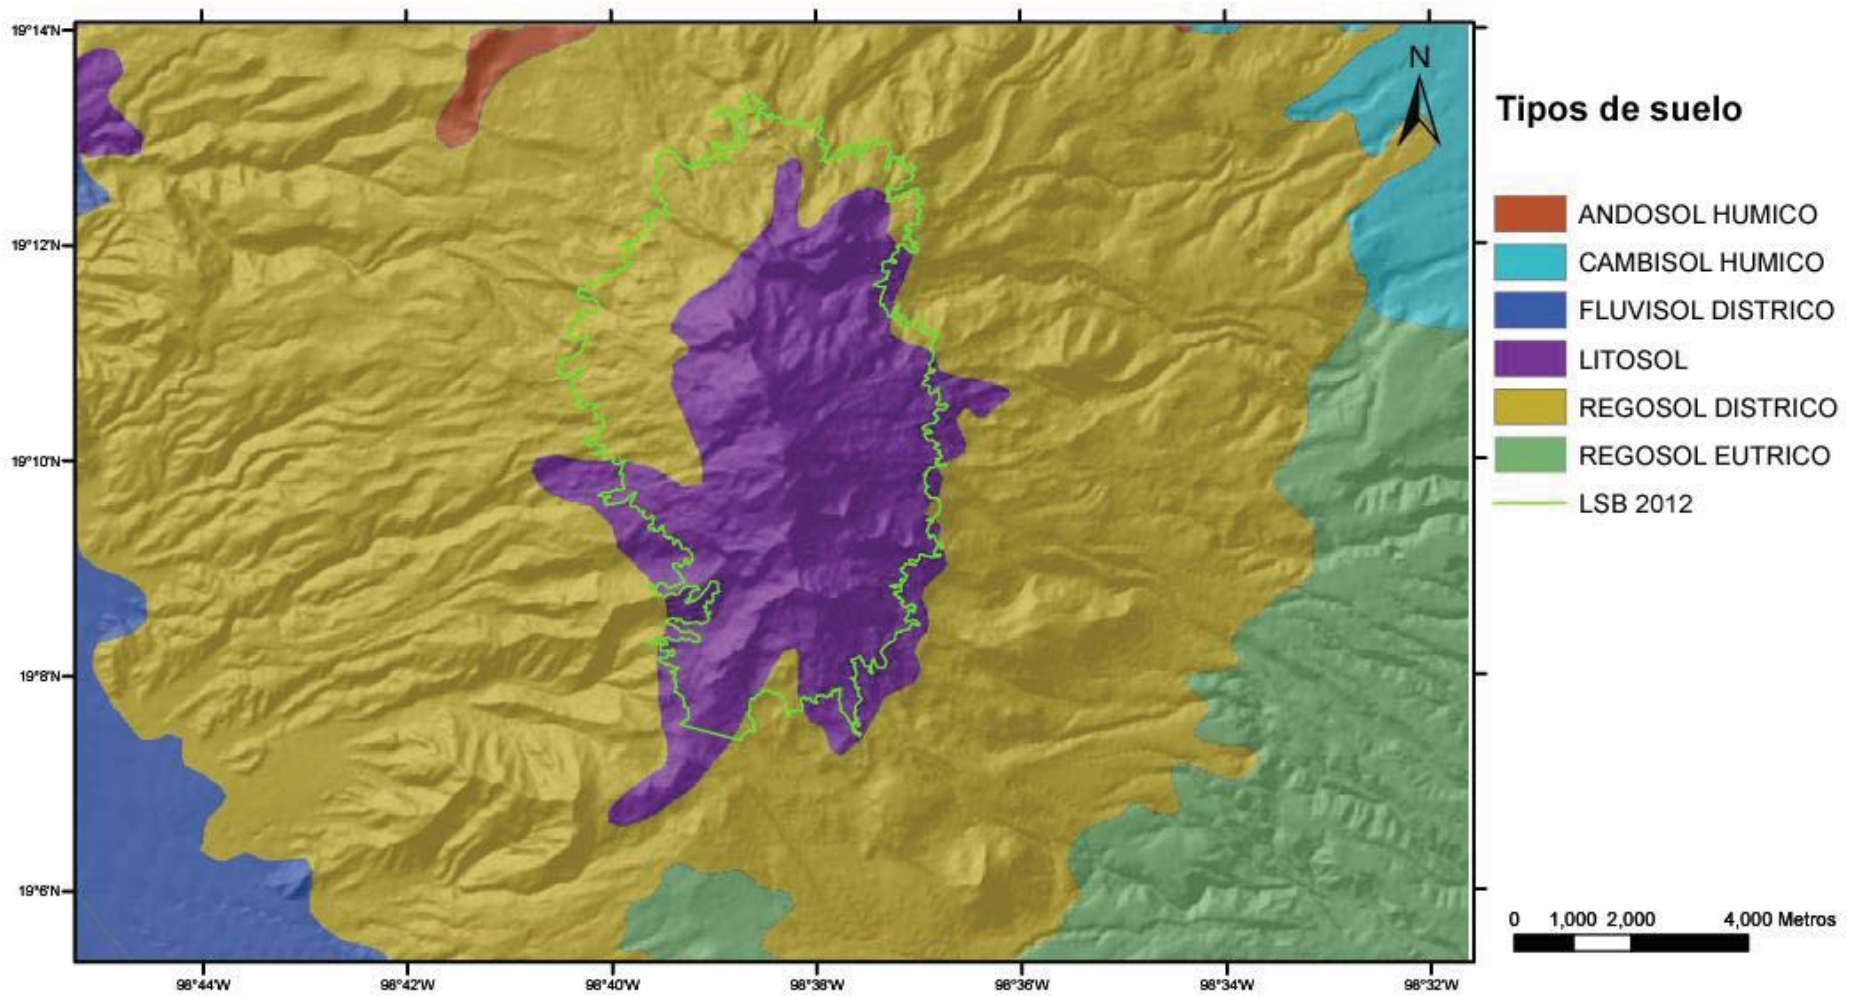 19°14'N
19°12'N
19°10'N
19°8'N
19°6'N
98°44'W 98°42'W 98°40'W 98°38'W 98°36'W 98°34'W 98°32'W
N
Tipos de suelo
ANDOSOL HUMICO
CAMBISOL HUMICO
FLUVISOL DISTRICO
LITOSOL
REGOSOL DISTRICO
REGOSOL EUTRICO
LSB 2012
0 1,000 2,000 4,000 Metros